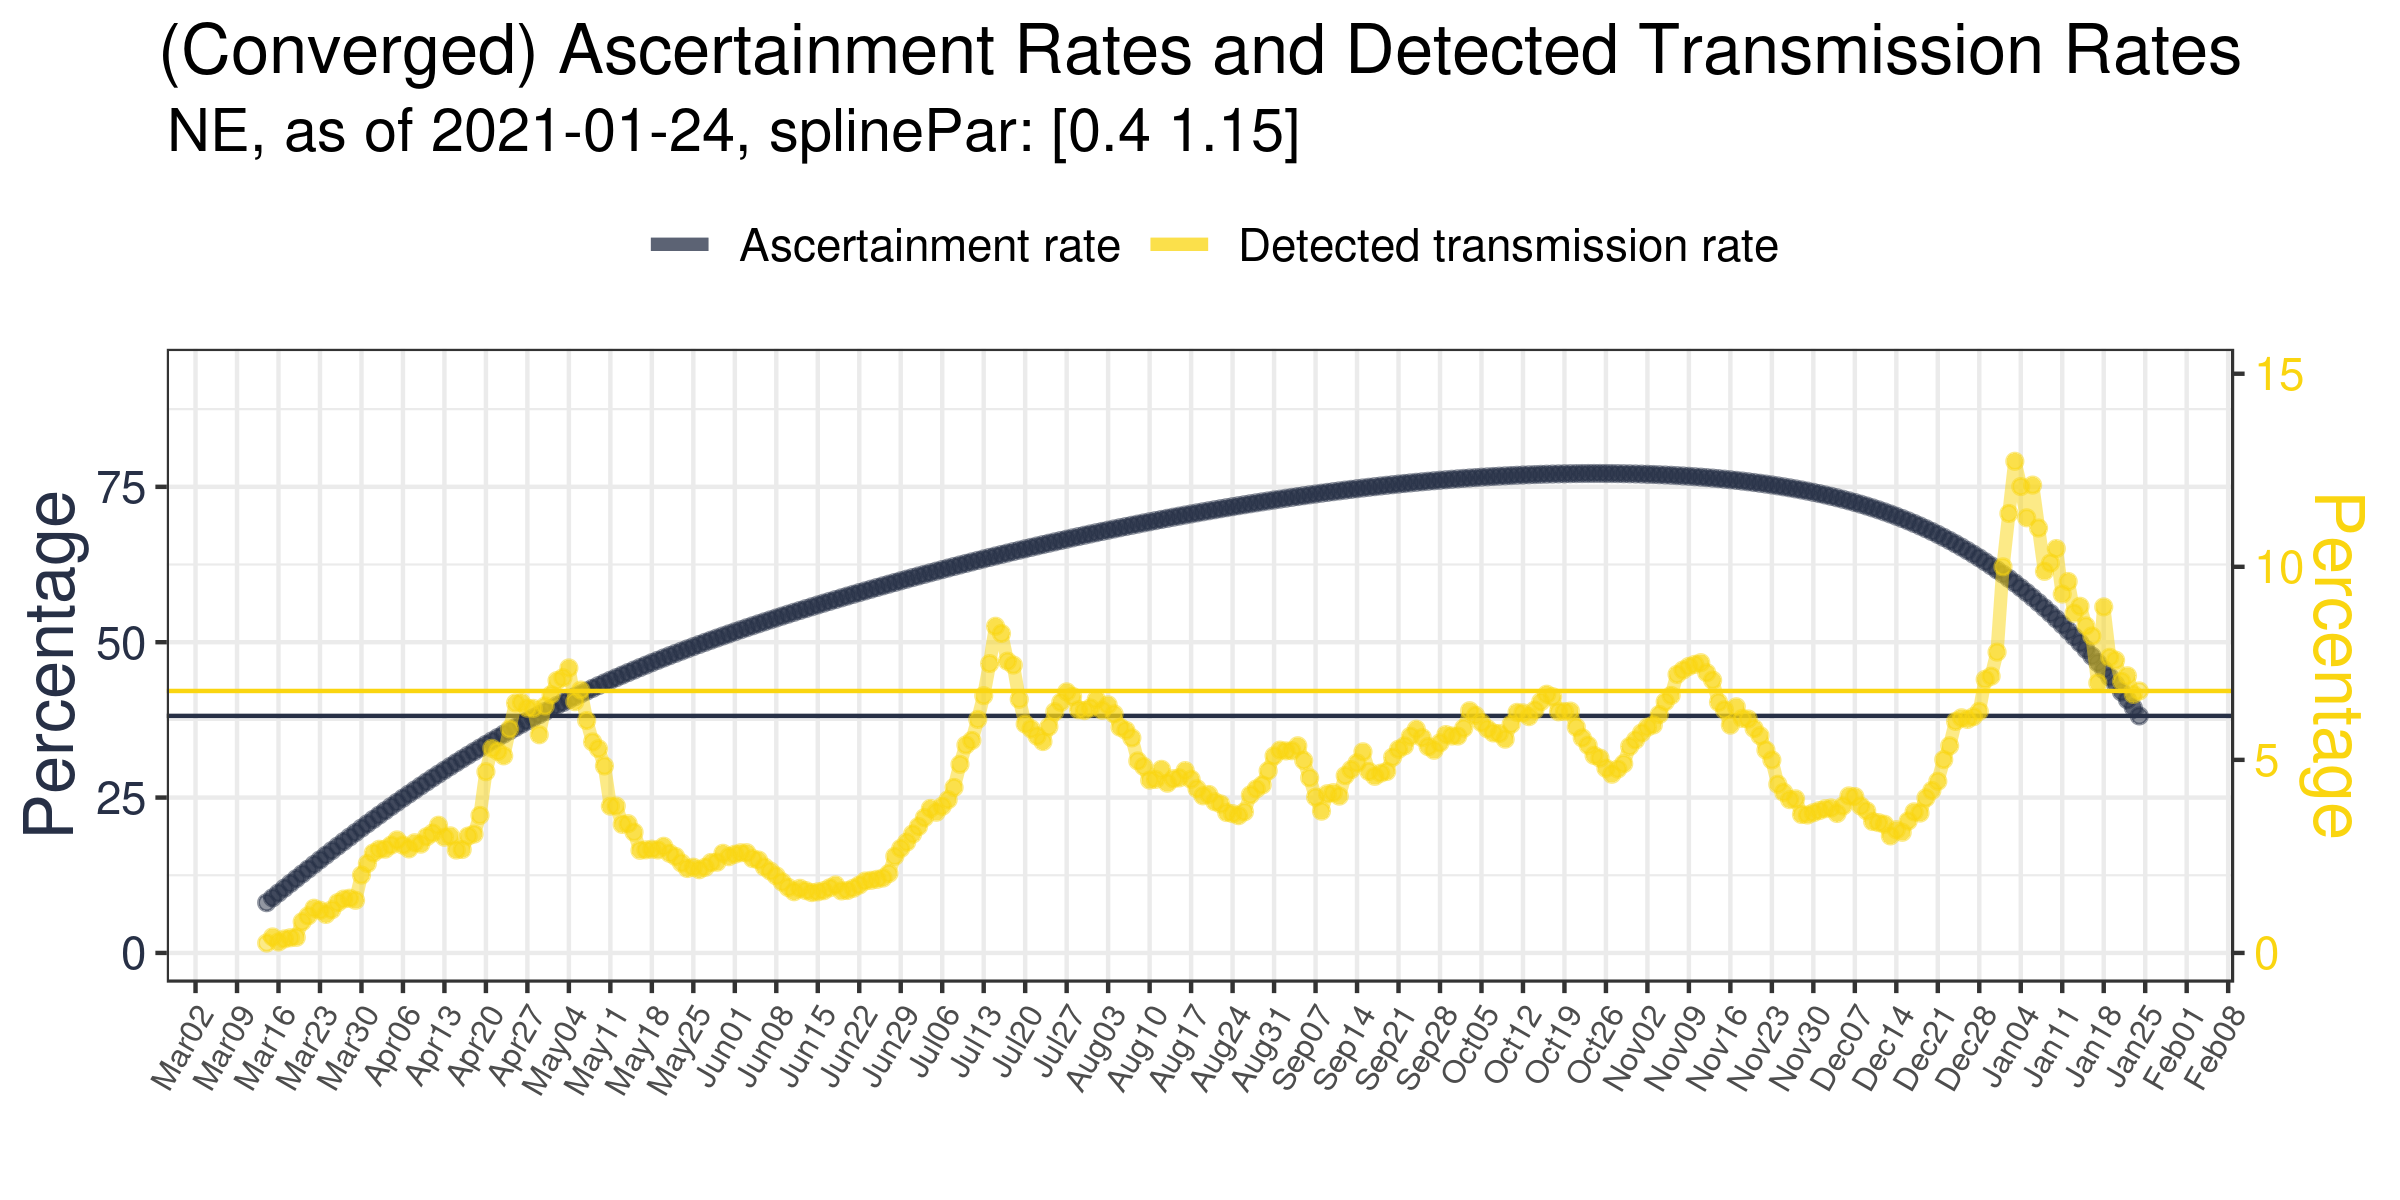 (Converged) Ascertainment Rates and Detected Transmission Rates
NE, as of 2021-01-24, splinePar: [0.4 1.15]
Ascertainment rate Detected transmission rate
Percentage
75
50
25
0
15
10
5
0
Percentage
Mar02 Mar09 Mar16 Mar23 Mar30 Apr06 Apr13 Apr20 Apr27 May04 May11 May18 May25 Jun01 Jun08 Jun15 Jun22 Jun29 Jul06 Jul13 Jul20 Jul27 Aug03 Aug10 Aug17 Aug24 Aug31 Sep07 Sep14 Sep21 Sep28 Oct05 Oct12 Oct19 Oct26 Nov02 Nov09 Nov16 Nov23 Nov30 Dec07 Dec14 Dec21 Dec28 Jan04 Jan11 Jan18 Jan25 Feb01 Feb08